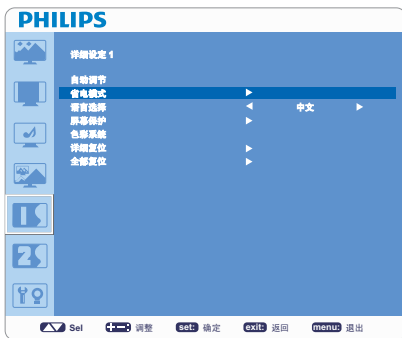 PHILIPS
详细设定 1
自动调节
省电模式
语言选择 中文
屏幕保护
色彩系统
详细复位
全部复位
Sel 调整 set: 确定 exit: 返回 menu: 退出